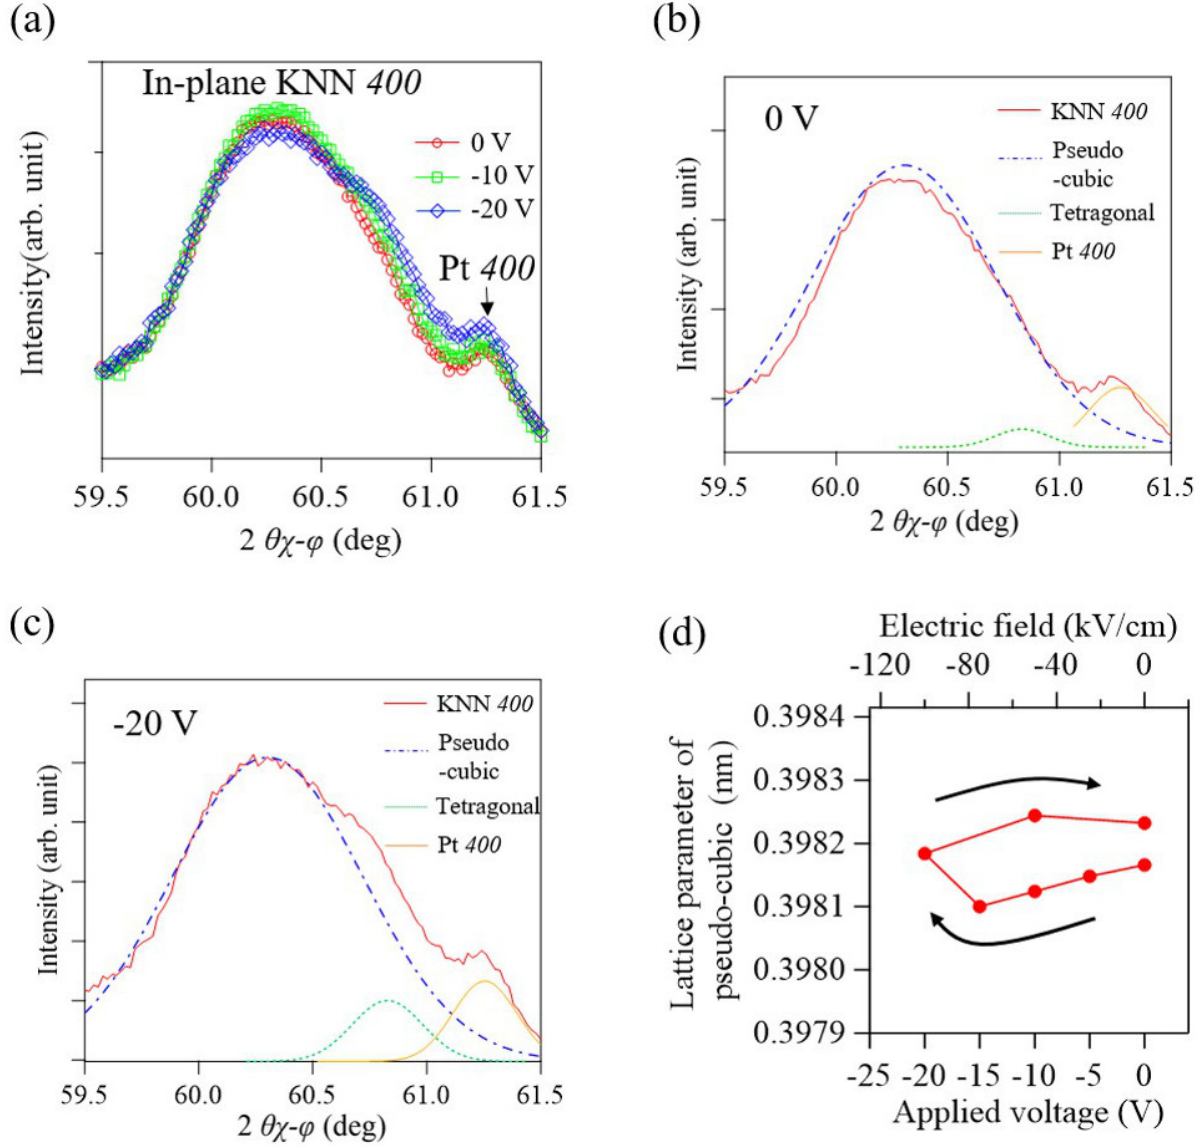 (a)
In-plane KNN 400
0 V
-10 V
-20 V
Pt 400
Intensity(arb. unit)
59.5 60.0 60.5 61.0 61.5
2 θχ-φ (deg)
(b)
0 V
KNN 400
Pseudo
-cubic
Tetragonal
Pt 400
Intensity (arb. unit)
59.5 60.0 60.5 61.0 61.5
2 θχ-φ (deg)
(c)
-20 V
KNN 400
Pseudo
-cubic
Tetragonal
Pt 400
Intensity (arb. unit)
59.5 60.0 60.5 61.0 61.5
2 θχ-φ (deg)
(d)
Electric field (kV/cm)
-120 -80 -40 0
Lattice parameter of
pseudo-cubic (nm)
0.3984
0.3983
0.3982
0.3981
0.3980
0.3979
-25 -20 -15 -10 -5 0
Applied voltage (V)